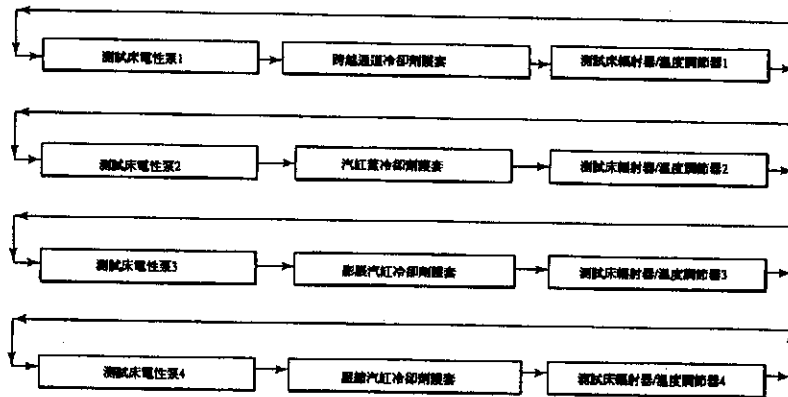 測試床電性泵1 跨越通道冷卻劑護套 測試床輻射器/溫度調節器1
測試床電性泵2 汽缸蓋冷卻劑護套 測試床輻射器/溫度調節器2
測試床電性泵3 膨脹汽缸冷卻劑護套 測試床輻射器/溫度調節器3
測試床電性泵4 壓縮汽缸冷卻劑護套 測試床輻射器/溫度調節器4